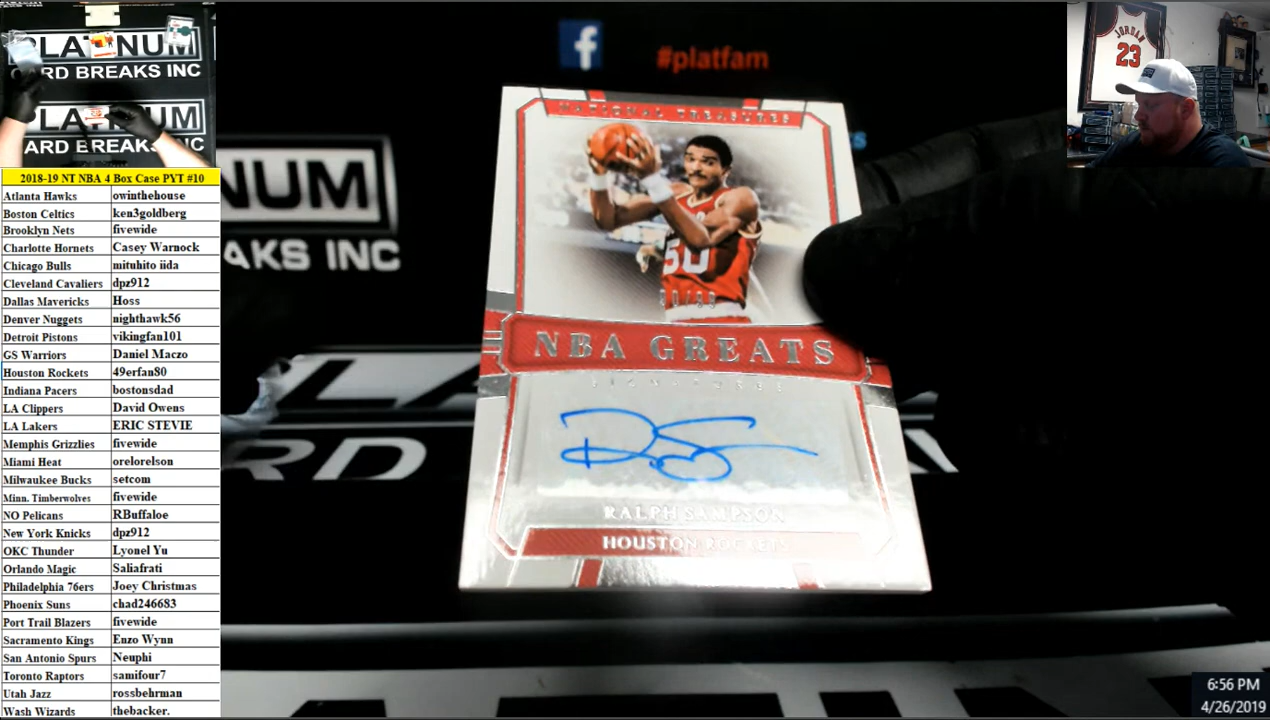 PLATINUM
CARD BREAKS INC
PLATINUM
CARD BREAKS INC
2018-19 NT NBA 4 Box Case PYT #10
Atlanta Hawks owinthehouse
Boston Celtics ken3goldberg
Brooklyn Nets fivewide
Charlotte Hornets Casey Warnock
Chicago Bulls mituhito iida
Cleveland Cavaliers dpz912
Dallas Mavericks Hoss
Denver Nuggets nighthawk56
Detroit Pistons vikingfan101
GS Warriors Daniel Maczo
Houston Rockets 49erfan80
Indiana Pacers bostonsdad
LA Clippers David Owens
LA Lakers ERIC STEVIE
Memphis Grizzlies fivewide
Miami Heat orelorelson
Milwaukee Bucks setcom
Minn. Timberwolves fivewide
NO Pelicans RBuffaloe
New York Knicks dpz912
OKC Thunder Lyonel Yu
Orlando Magic Saliafrati
Philadelphia 76ers Joey Christmas
Phoenix Suns chad246683
Port Trail Blazers fivewide
Sacramento Kings Enzo Wynn
San Antonio Spurs Neuphi
Toronto Raptors samifour7
Utah Jazz rossbehrman
Wash Wizards thebacker.
f #platfam
NUM
AKS INC
RD
NATIONAL TREASURES
50
NBA GREATS
SIGNATURES
RALPH SAMPSON
HOUSTON ROCKETS
JORDAN
23
6:56 PM
4/26/2019